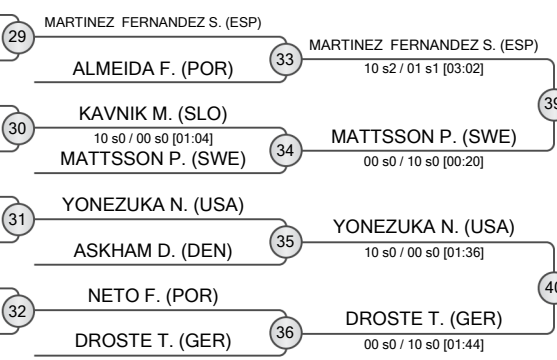 29
MARTINEZ FERNANDEZ S. (ESP)
ALMEIDA F. (POR)
33
MARTINEZ FERNANDEZ S. (ESP)
10 s2 / 01 s1 [03:02]
39
30
KAVNIK M. (SLO)
10 s0 / 00 s0 [01:04]
MATTSSON P. (SWE)
34
MATTSSON P. (SWE)
00 s0 / 10 s0 [00:20]
31
YONEZUKA N. (USA)
ASKHAM D. (DEN)
35
YONEZUKA N. (USA)
10 s0 / 00 s0 [01:36]
40
32
NETO F. (POR)
DROSTE T. (GER)
36
DROSTE T. (GER)
00 s0 / 10 s0 [01:44]